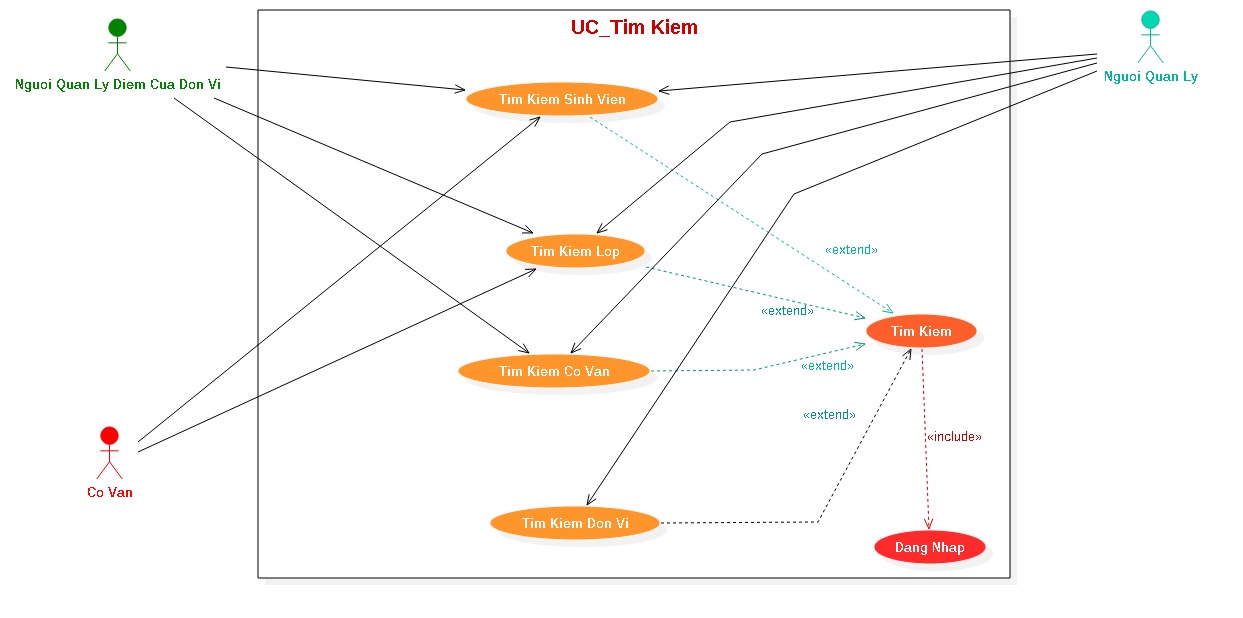 UC_Tim Kiem
Nguoi Quan Ly Diem Cua Don Vi
Nguoi Quan Ly
Tim Kiem Sinh Vien
«extend»
Tim Kiem Lop
«extend»
Tim Kiem
Tim Kiem Co Van
«extend»
«extend»
«include»
Co Van
Tim Kiem Don Vi
Dang Nhap